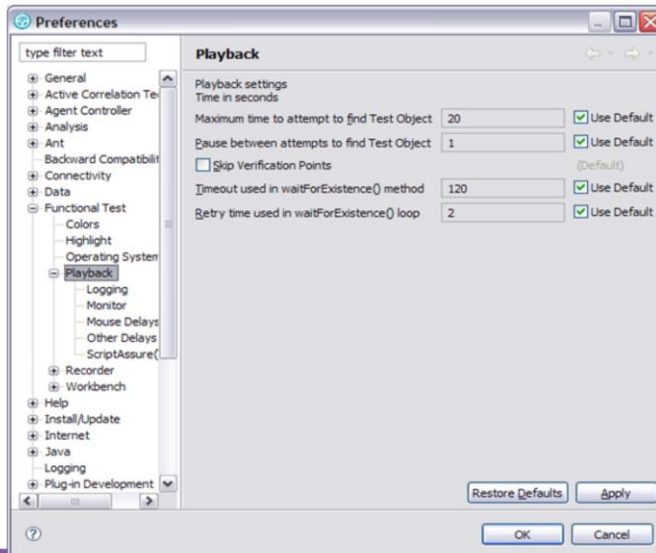 Preferences
type filter text
General
Active Correlation Te
Agent Controller
Analysis
Ant
Backward Compatibilit
Connectivity
Data
Functional Test
Colors
Highlight
Operating System
Playback
Logging
Monitor
Mouse Delays
Other Delays
ScriptAssure(
Recorder
Workbench
Help
Install/Update
Internet
Java
Logging
Plug-in Development
Playback
Playback settings
Time in seconds
Maximum time to attempt to find Test Object 20 Use Default
Pause between attempts to find Test Object 1 Use Default
Skip Verification Points (Default)
Timeout used in waitForExistence() method 120 Use Default
Retry time used in waitForExistence() loop 2 Use Default
Restore Defaults Apply
OK Cancel